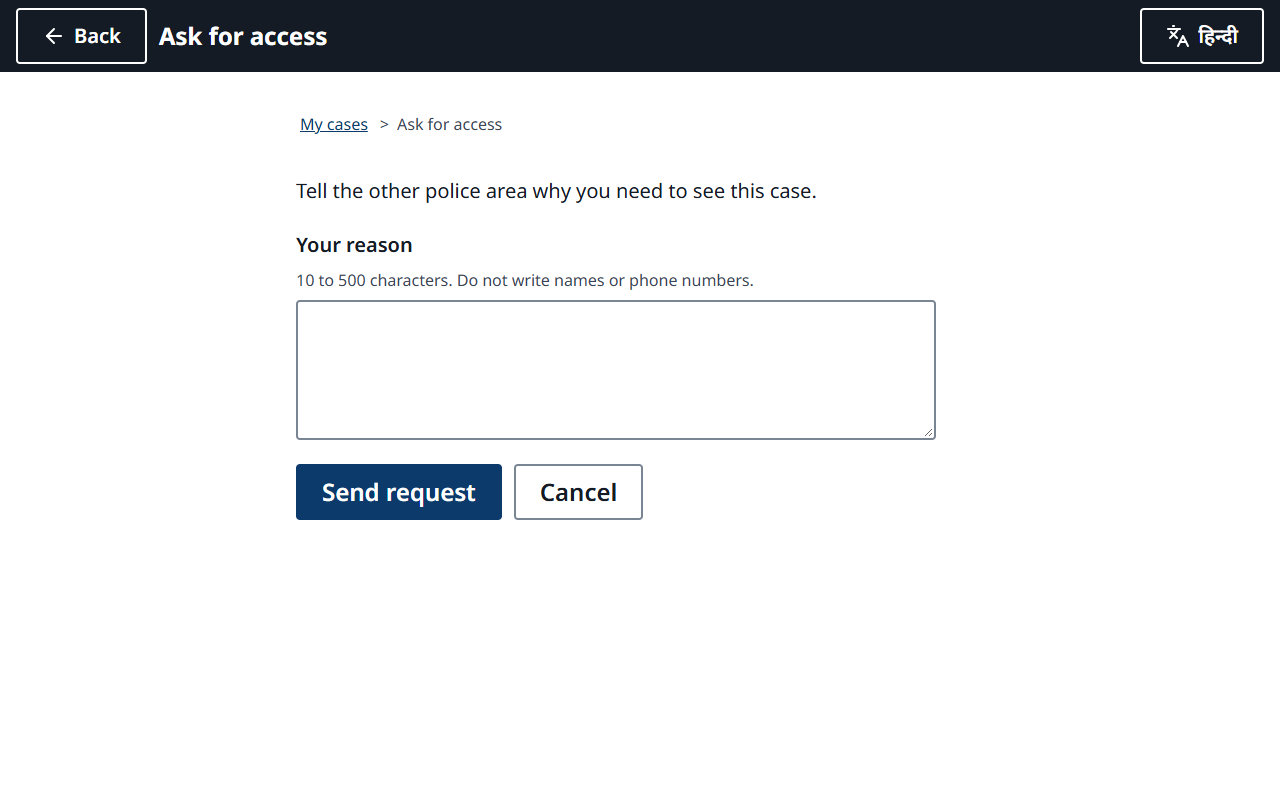 Back
Ask for access
हिन्दी
My cases > Ask for access
Tell the other police area why you need to see this case.
Your reason
10 to 500 characters. Do not write names or phone numbers.
Send request
Cancel